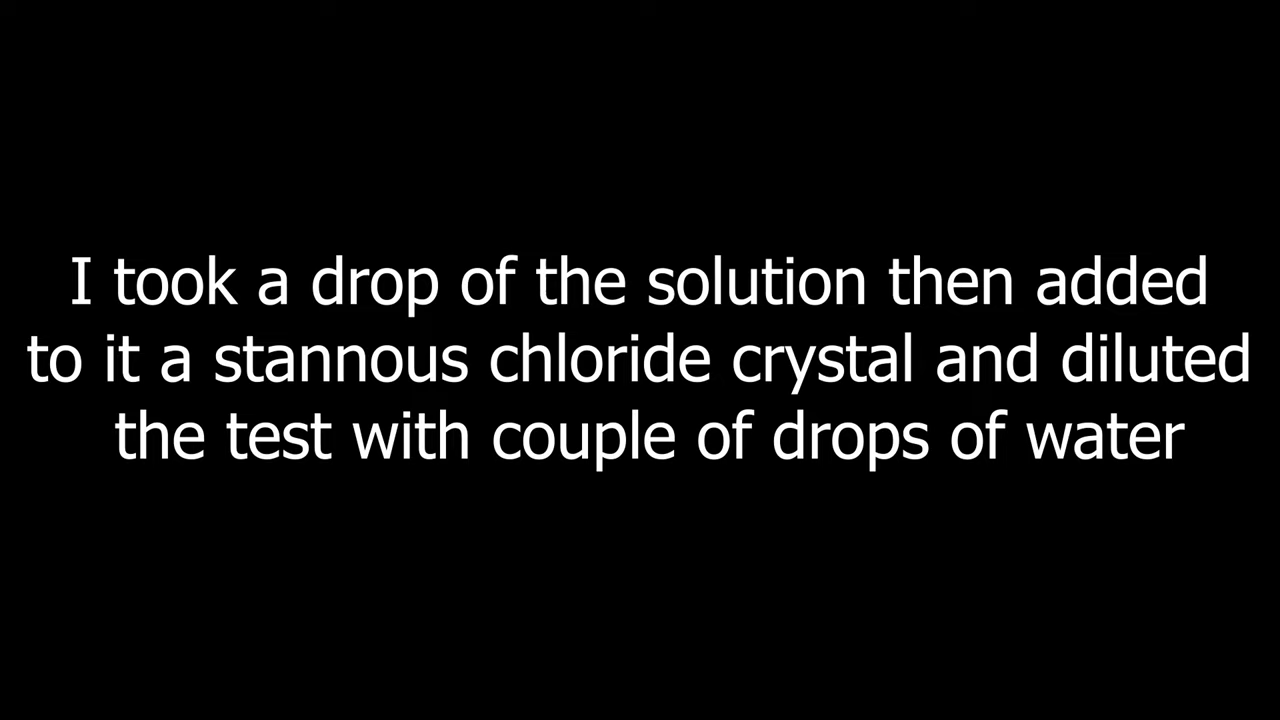 I took a drop of the solution then added
to it a stannous chloride crystal and diluted
the test with couple of drops of water